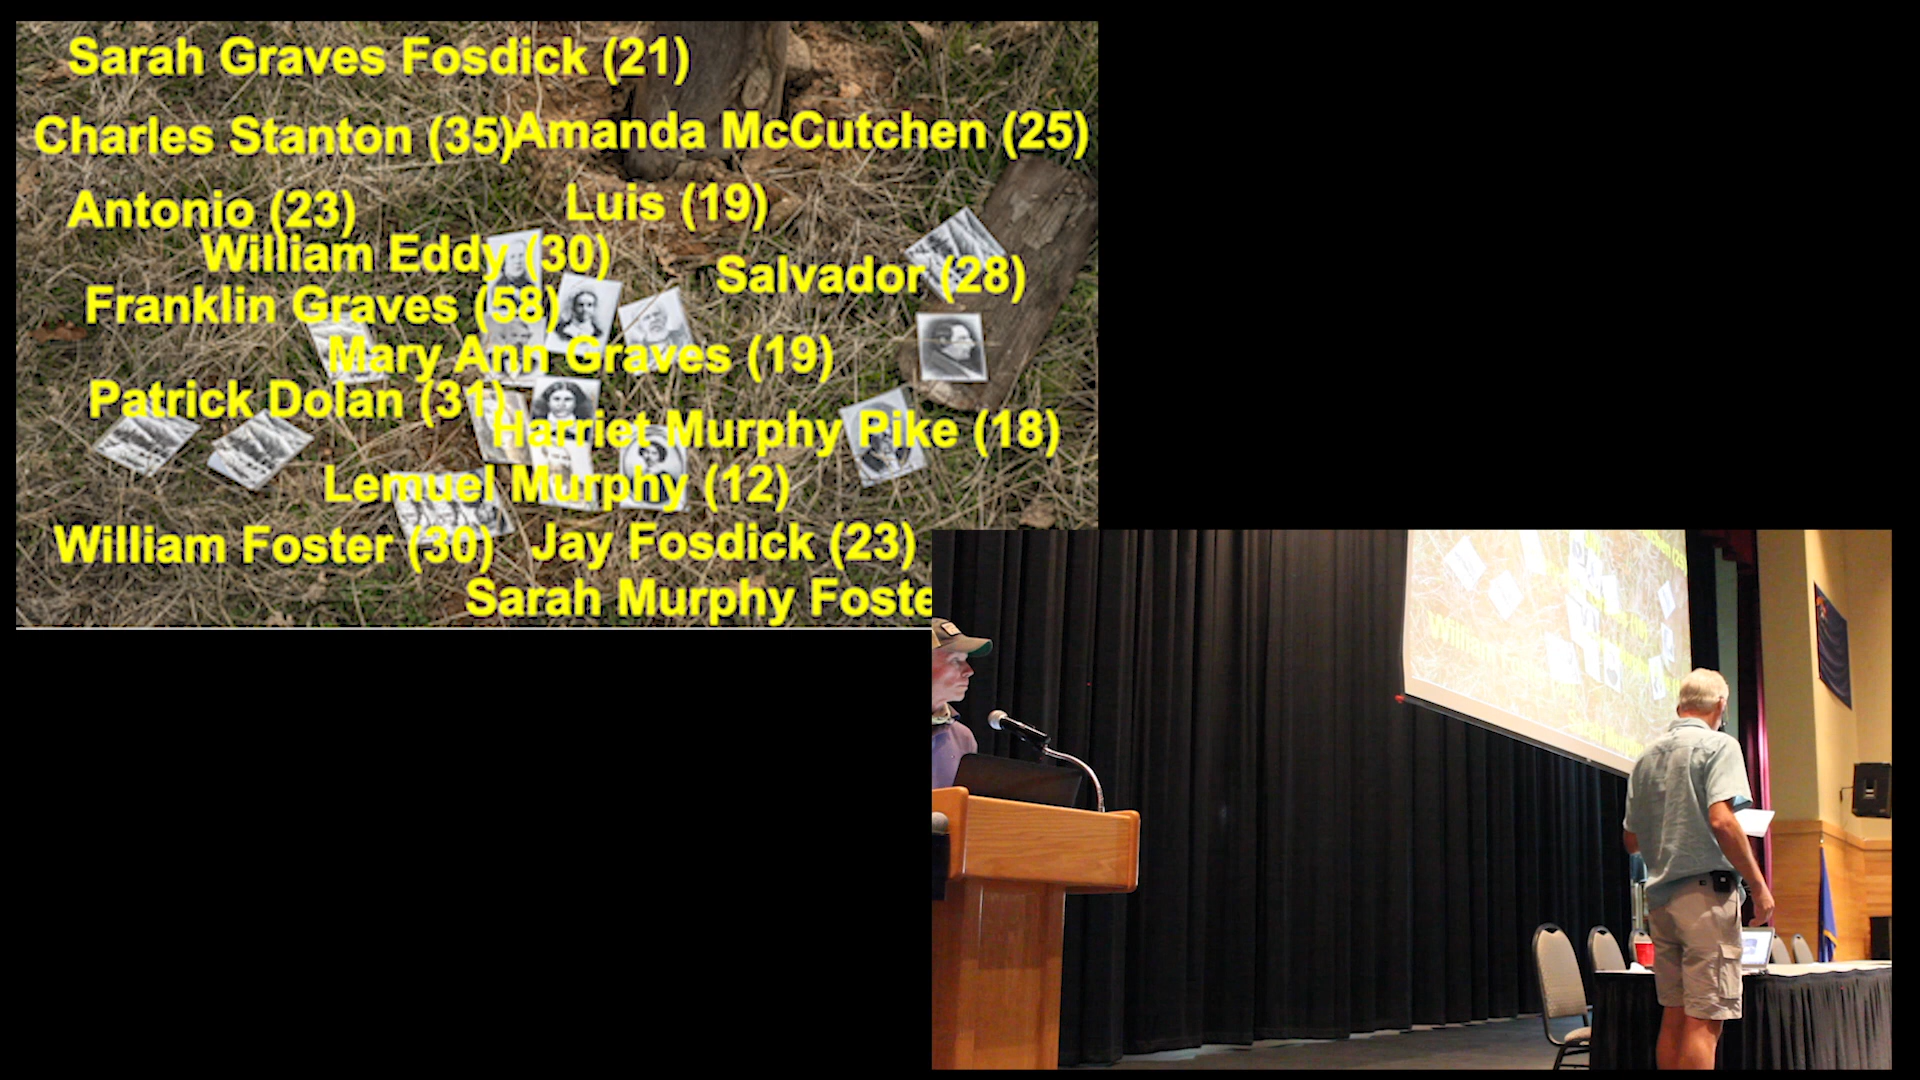 Sarah Graves Fosdick (21)
Charles Stanton (35)
Amanda McCutchen (25)
Antonio (23)
Luis (19)
William Eddy (30)
Salvador (28)
Franklin Graves (58)
Mary Ann Graves (19)
Patrick Dolan (31)
Harriet Murphy Pike (18)
Lemuel Murphy (12)
William Foster (30)
Jay Fosdick (23)
Sarah Murphy Foste